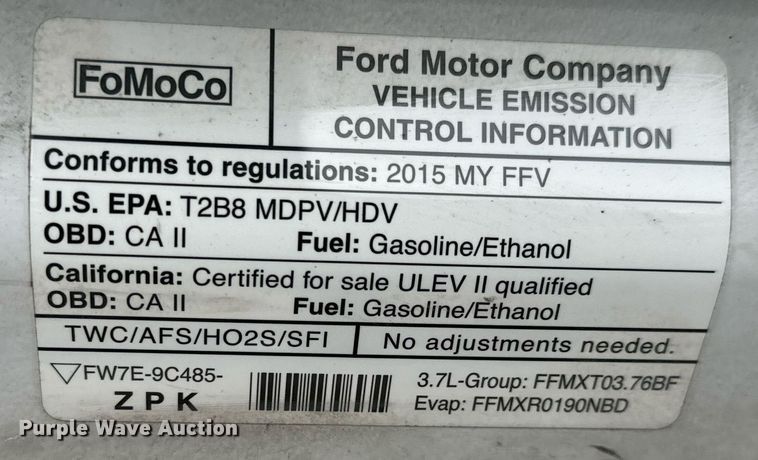 FoMoCo
Ford Motor Company
VEHICLE EMISSION
CONTROL INFORMATION
Conforms to regulations: 2015 MY FFV
U.S. EPA: T2B8 MDPV/HDV
OBD: CA II Fuel: Gasoline/Ethanol
California: Certified for sale ULEV II qualified
OBD: CA II Fuel: Gasoline/Ethanol
TWC/AFS/HO2S/SFI No adjustments needed.
FW7E-9C485-
ZPK
3.7L-Group: FFMXT03.76BF
Evap: FFMXR0190NBD
Purple Wave Auction